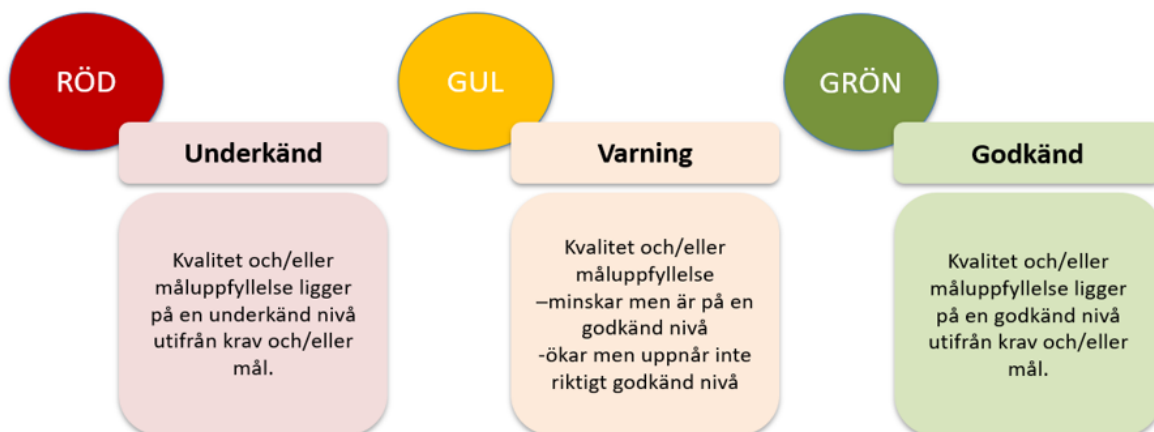 RÖD
Underkänd
Kvalitet och/eller
måluppfyllelse ligger
på en underkänd nivå
utifrån krav och/eller
mål.
GUL
Varning
Kvalitet och/eller
måluppfyllelse
–minskar men är på en
godkänd nivå
-ökar men uppnår inte
riktigt godkänd nivå
GRÖN
Godkänd
Kvalitet och/eller
måluppfyllelse ligger
på en godkänd nivå
utifrån krav och/eller
mål.